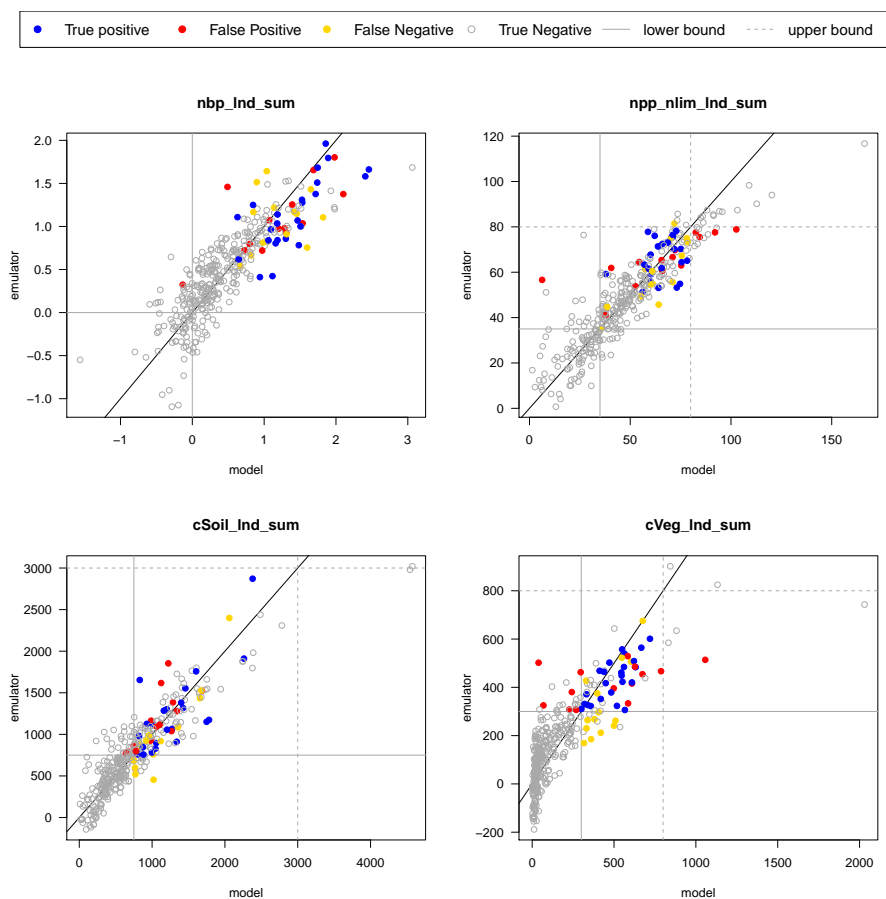 True positive False Positive False Negative True Negative lower bound upper bound
nbp_lnd_sum
2.0
1.5
1.0
0.5
0.0
−0.5
−1.0
emulator
−1 0 1 2 3
model
npp_nlim_lnd_sum
120
100
80
60
40
20
0
emulator
0 50 100 150
model
cSoil_lnd_sum
3000
2500
2000
1500
1000
500
0
emulator
0 1000 2000 3000 4000
model
cVeg_lnd_sum
800
600
400
200
0
−200
emulator
0 500 1000 1500 2000
model